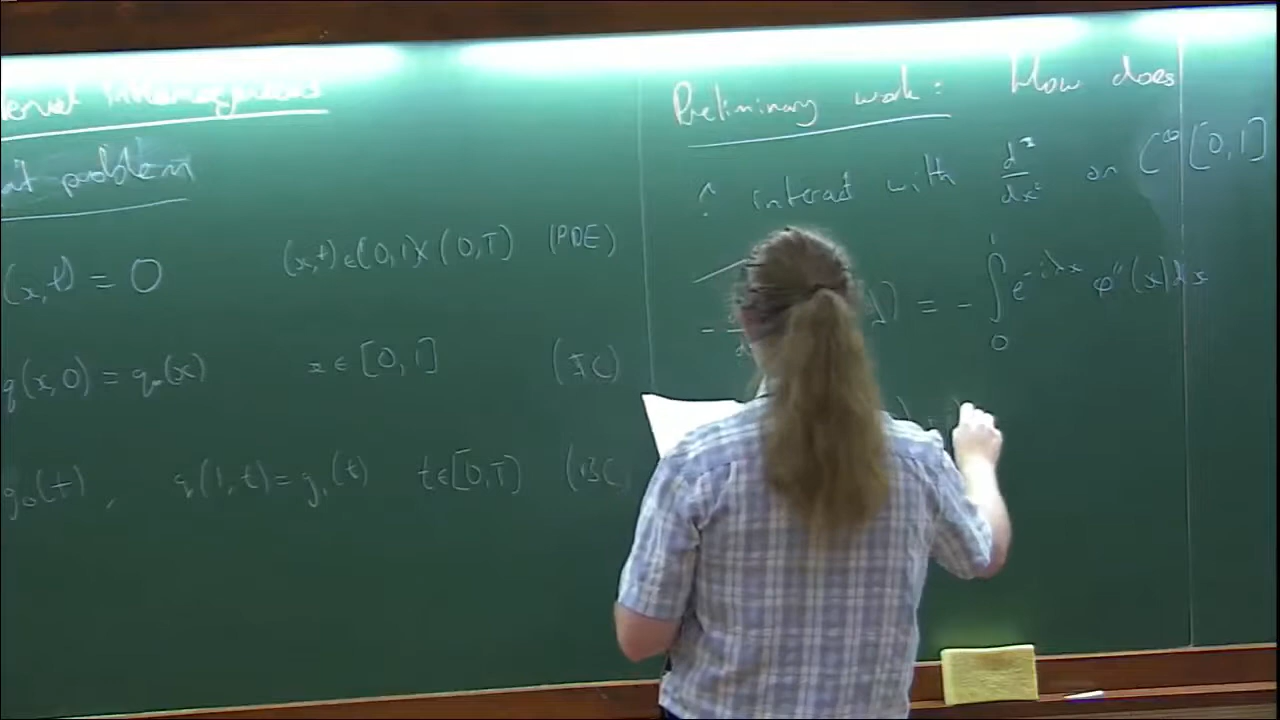 problem
(x,t) = 0 (x,t) ∈ (0,1) × (0,T) (PDE)
q(x,0) = q₀(x) x ∈ [0,1] (IC)
g₀(t), q(1,t) = g₁(t) t ∈ [0,T] (BC
Preliminary work: How does
^ interact with d²/dx² on C^∞[0,1]
= - ∫₀¹ e^{-iλx} φ''(x)dx